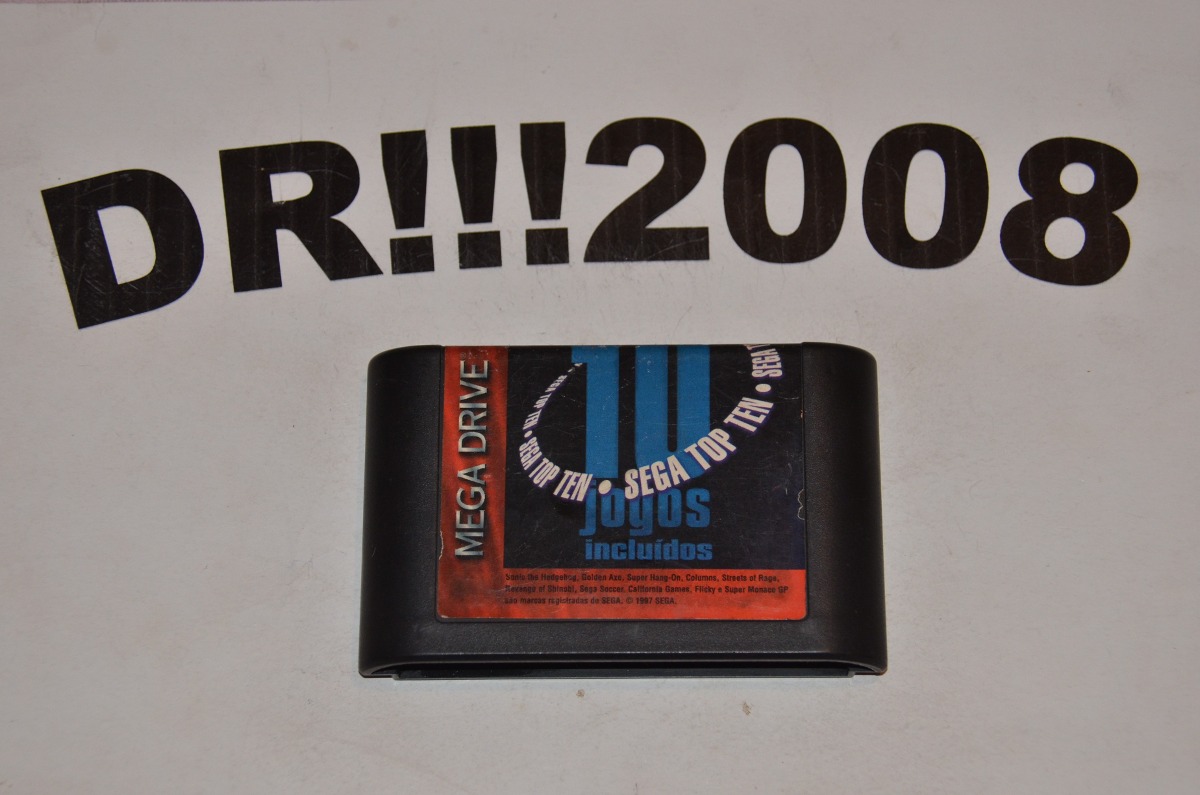 DR!!!2008
MEGA DRIVE
10
SEGA TOP TEN • SEGA TOP TEN • SEGA TOP TEN • SEGA T
jogos
incluídos
Sonic the Hedgehog, Golden Axe, Super Hang-On, Columns, Streets of Rage,
Revenge of Shinobi, Sega Soccer, California Games, Flicky e Super Monaco GP
são marcas registradas de SEGA. © 1997 SEGA.